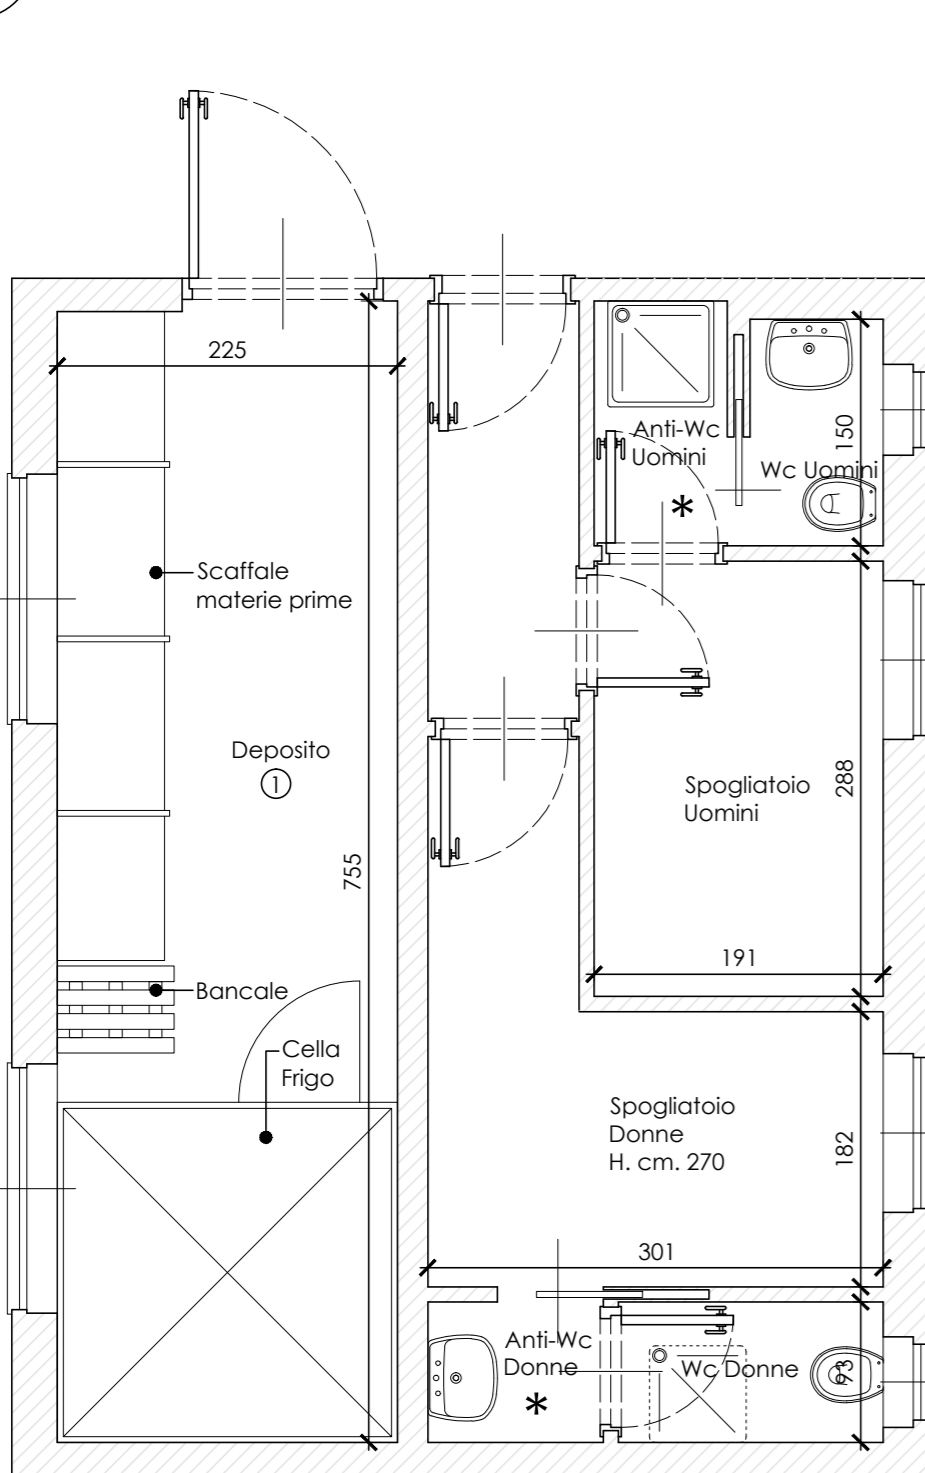 225
Anti-Wc
Uomini
Wc Uomini
150
*
Scaffale
materie prime
Deposito
1
755
Spogliatoio
Uomini
288
191
Bancale
Cella
Frigo
Spogliatoio
Donne
H. cm. 270
182
301
Anti-Wc
Donne
*
Wc Donne
93